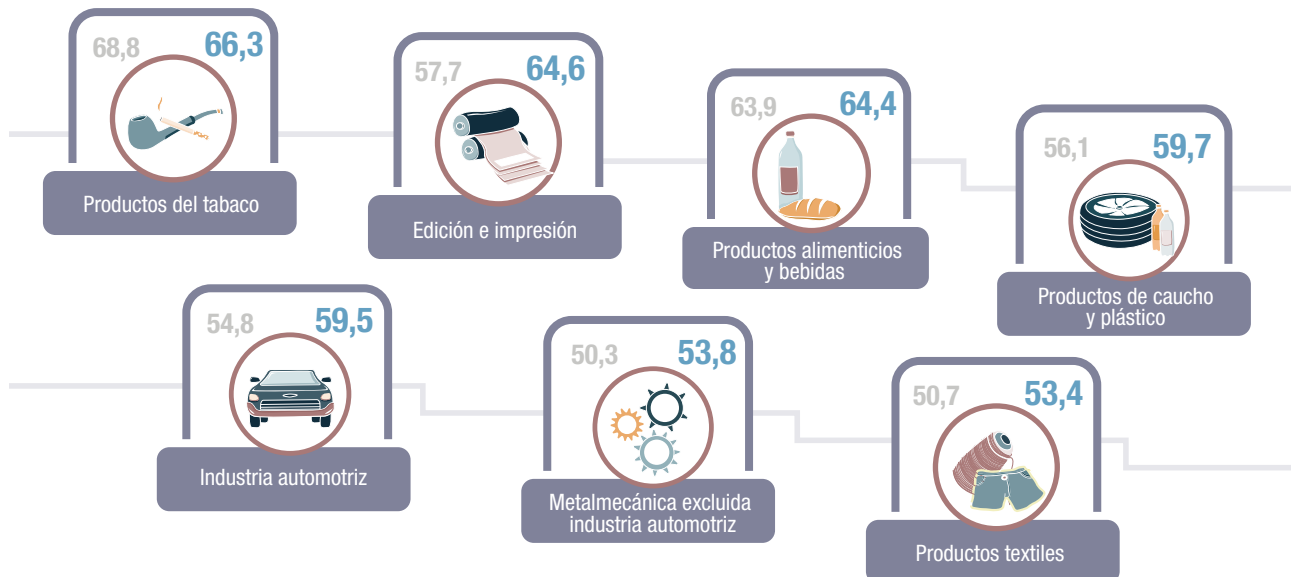 68,8 66,3
Productos del tabaco
57,7 64,6
Edición e impresión
63,9 64,4
Productos alimenticios
y bebidas
56,1 59,7
Productos de caucho
y plástico
54,8 59,5
Industria automotriz
50,3 53,8
Metalmecánica excluida
industria automotriz
50,7 53,4
Productos textiles